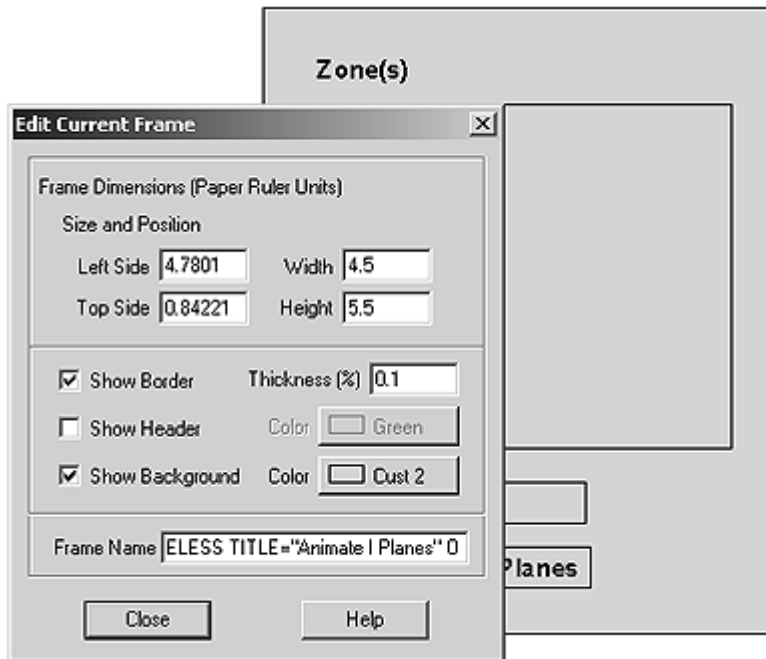 Zone(s)
Edit Current Frame
Frame Dimensions (Paper Ruler Units)
Size and Position
Left Side 4.7801 Width 4.5
Top Side 0.84221 Height 5.5
Show Border Thickness (%) 0.1
Show Header Color Green
Show Background Color Cust 2
Frame Name ELESS TITLE="Animate I Planes" O
Planes
Close Help